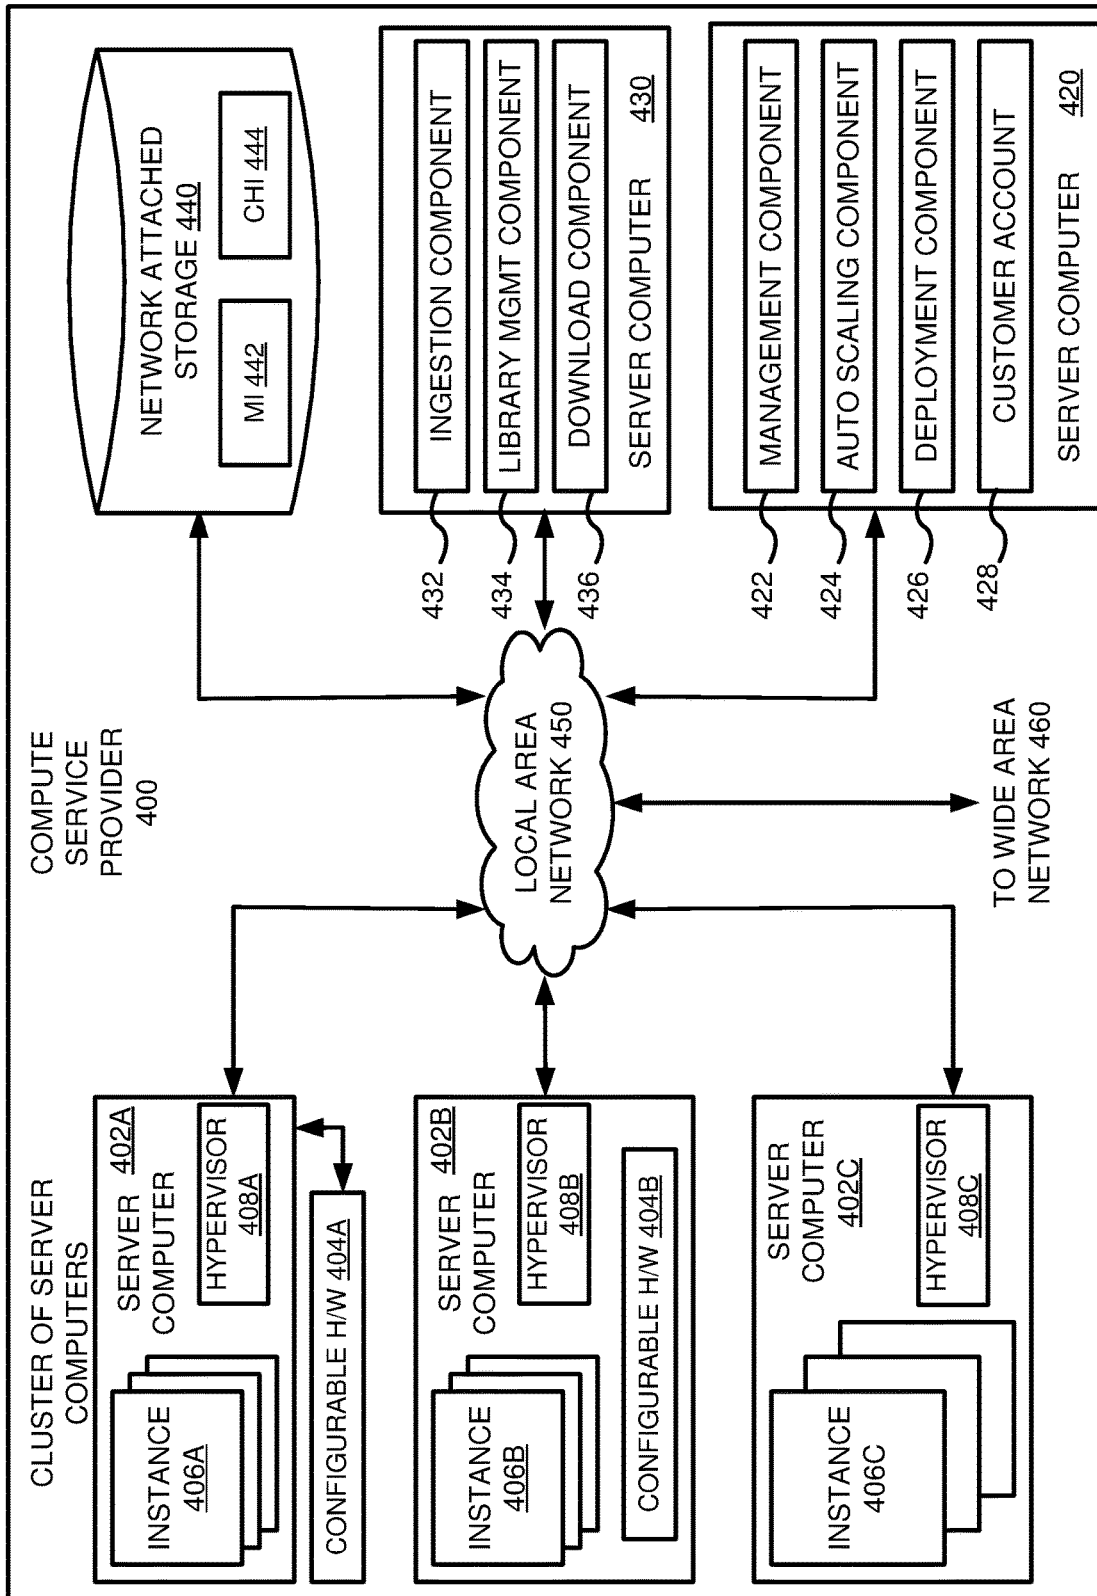 CLUSTER OF SERVER
COMPUTERS
COMPUTE
SERVICE
PROVIDER
400
SERVER
COMPUTER
402A
INSTANCE
406A
HYPERVISOR
408A
CONFIGURABLE H/W 404A
SERVER
COMPUTER
402B
INSTANCE
406B
HYPERVISOR
408B
CONFIGURABLE H/W 404B
SERVER
COMPUTER
402C
INSTANCE
406C
HYPERVISOR
408C
LOCAL AREA
NETWORK 450
TO WIDE AREA
NETWORK 460
NETWORK ATTACHED
STORAGE 440
MI 442
CHI 444
432
INGESTION COMPONENT
434
LIBRARY MGMT COMPONENT
436
DOWNLOAD COMPONENT
SERVER COMPUTER 430
422
MANAGEMENT COMPONENT
424
AUTO SCALING COMPONENT
426
DEPLOYMENT COMPONENT
428
CUSTOMER ACCOUNT
SERVER COMPUTER 420